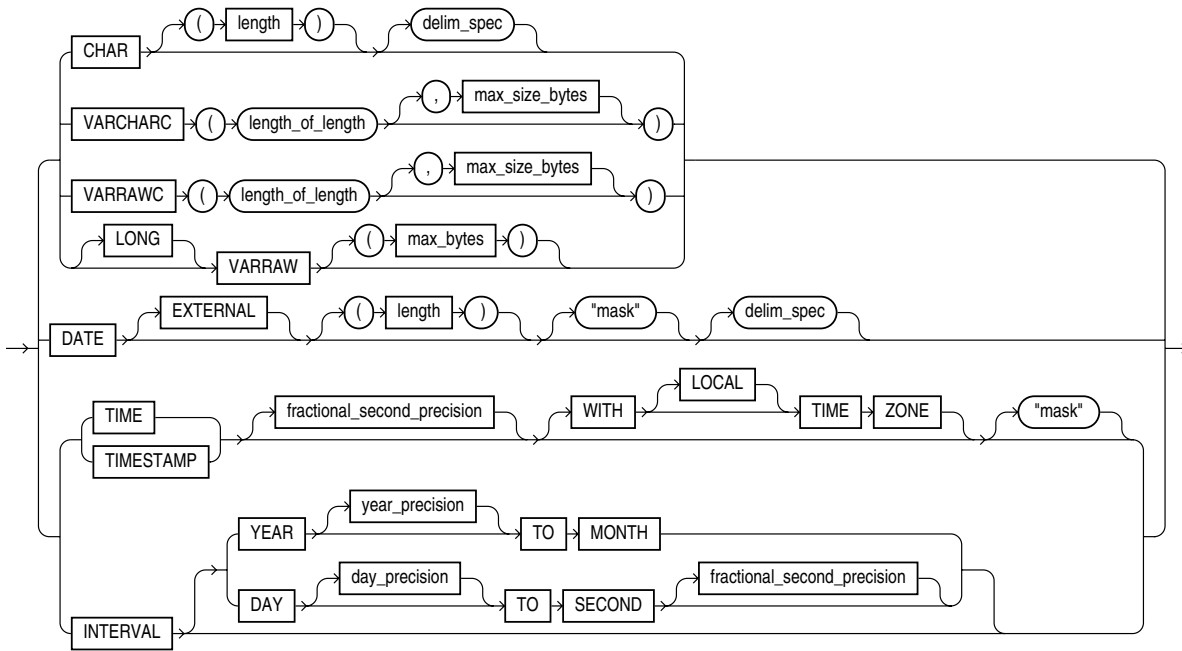 ( length ) delim_spec
CHAR
, max_size_bytes
VARCHARC ( length_of_length )
, max_size_bytes
VARRAWC ( length_of_length )
LONG ( max_bytes )
VARRAW
EXTERNAL ( length ) "mask" delim_spec
DATE
LOCAL
TIME fractional_second_precision WITH TIME ZONE "mask"
TIMESTAMP
year_precision
YEAR TO MONTH
day_precision fractional_second_precision
DAY TO SECOND
INTERVAL